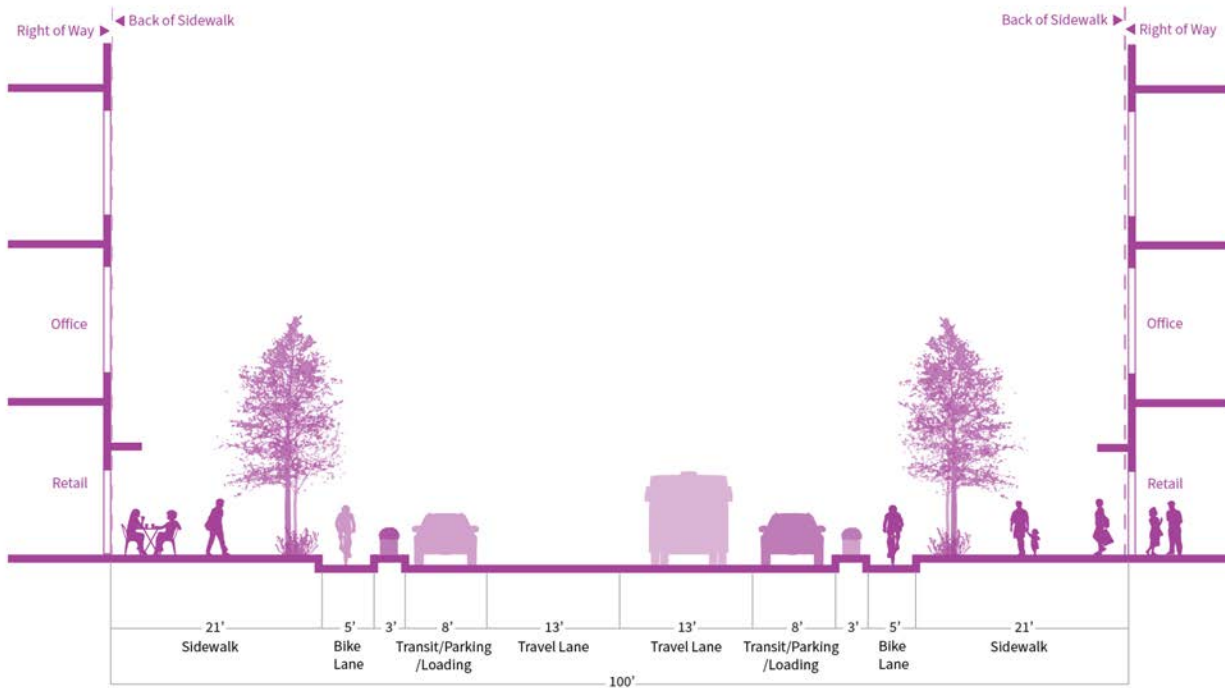 Back of Sidewalk
Back of Sidewalk
Right of Way
Right of Way
Office
Office
Retail
Retail
21'
5'
3'
8'
13'
13'
8'
3'
5'
21'
Sidewalk
Bike
Lane
Transit/Parking
/Loading
Travel Lane
Travel Lane
Transit/Parking
/Loading
Bike
Lane
Sidewalk
100'